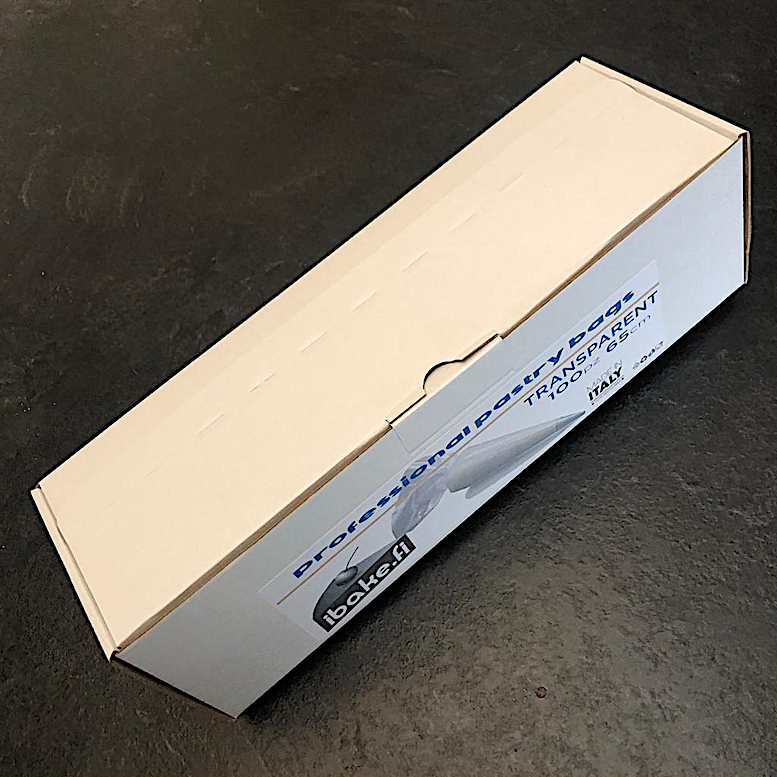 Professional pastry bags
TRANSPARENT
100pz 65cm
MADE IN
ITALY
ibake.fi